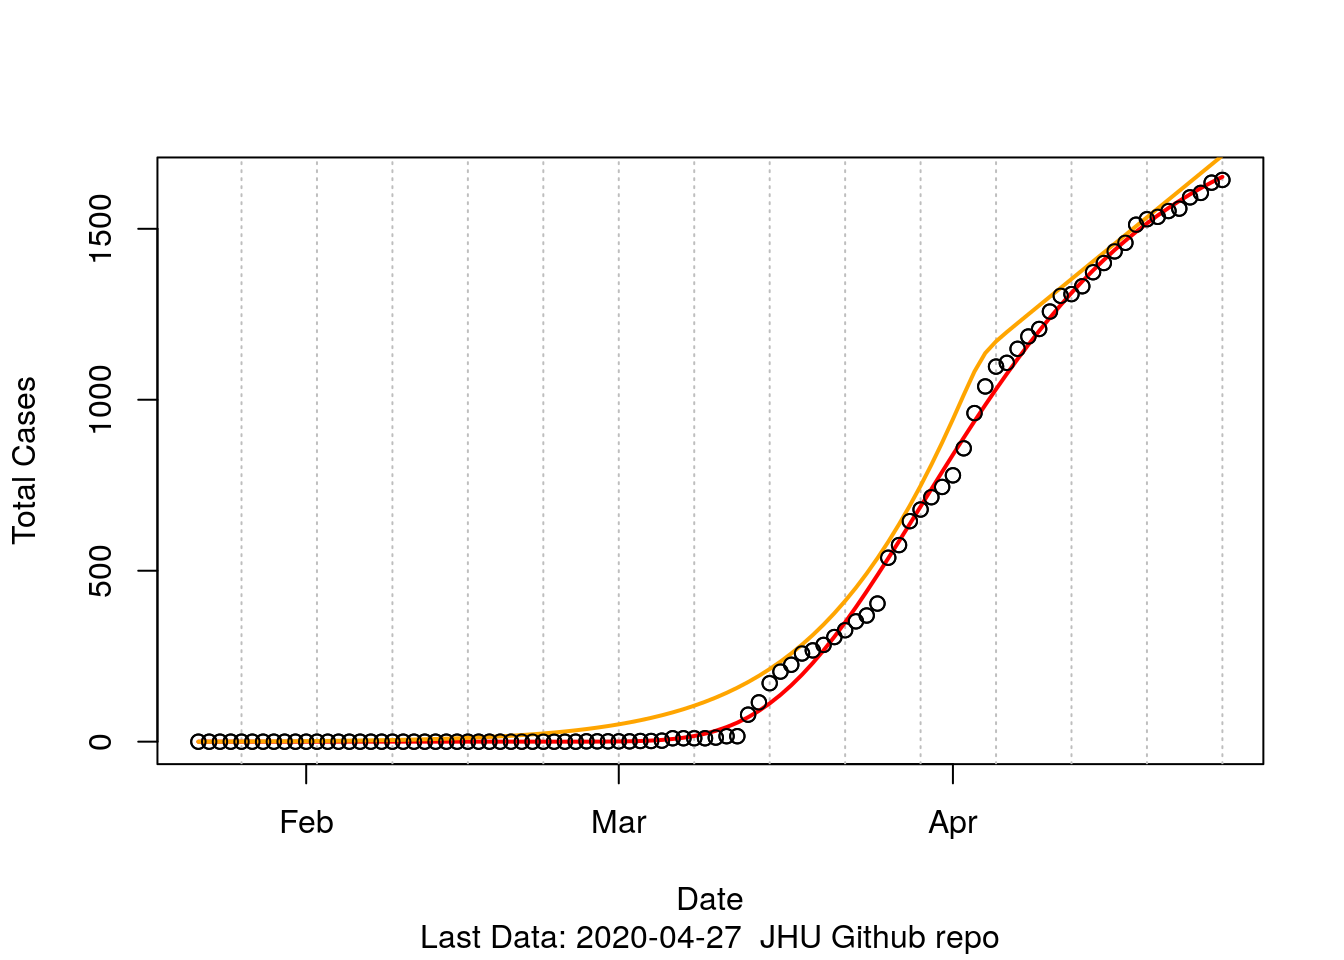 Total Cases
1500
1000
500
0
Feb Mar Apr
Date
Last Data: 2020-04-27  JHU Github repo